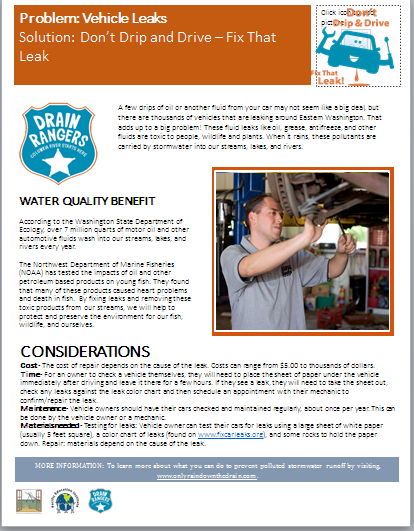 Problem: Vehicle Leaks
Solution: Don't Drip and Drive – Fix That
Leak
Click icon to
picture
Don't
Drip & Drive
Fix That
Leak!
DRAIN
RANGERS
COLUMBIA RIVER STARTS HERE
A few drips of oil or another fluid from your car may not seem like a big deal, but
there are thousands of vehicles that are leaking around Eastern Washington. That
adds up to a big problem! These fluid leaks like oil, grease, antifreeze, and other
fluids are toxic to people, wildlife and plants. When it rains, these pollutants are
carried by stormwater into our streams, lakes, and rivers.
WATER QUALITY BENEFIT
According to the Washington State Department of
Ecology, over 7 million quarts of motor oil and other
automotive fluids wash into our streams, lakes, and
rivers every year.
The Northwest Department of Marine Fisheries
(NOAA) has tested the impacts of oil and other
petroleum based products on young fish. They found
that many of these products caused heart problems
and death in fish. By fixing leaks and removing these
toxic products from our streams, we will help to
protect and preserve the environment for our fish,
wildlife, and ourselves.
CONSIDERATIONS
Cost- The cost of repair depends on the cause of the leak. Costs can range from $5.00 to thousands of dollars.
Time- For an owner to check a vehicle themselves, they will need to place the sheet of paper under the vehicle
immediately after driving and leave it there for a few hours. If they see a leak, they will need to take the sheet out,
check any leaks against the leak color chart and then schedule an appointment with their mechanic to
confirm/repair the leak.
Maintenance- Vehicle owners should have their cars checked and maintained regularly, about once per year. This can
be done by the vehicle owner or a mechanic.
Materials needed- Testing for leaks: Vehicle owner can test their cars for leaks using a large sheet of white paper
(usually 5 feet square), a color chart of leaks (found on www.fixcarleaks.org), and some rocks to hold the paper
down. Repair: materials depend on the cause of the leak.
MORE INFORMATION: To learn more about what you can do to prevent polluted stormwater runoff by visiting,
www.onlyraindownthedrain.com.
DRAIN
RANGERS